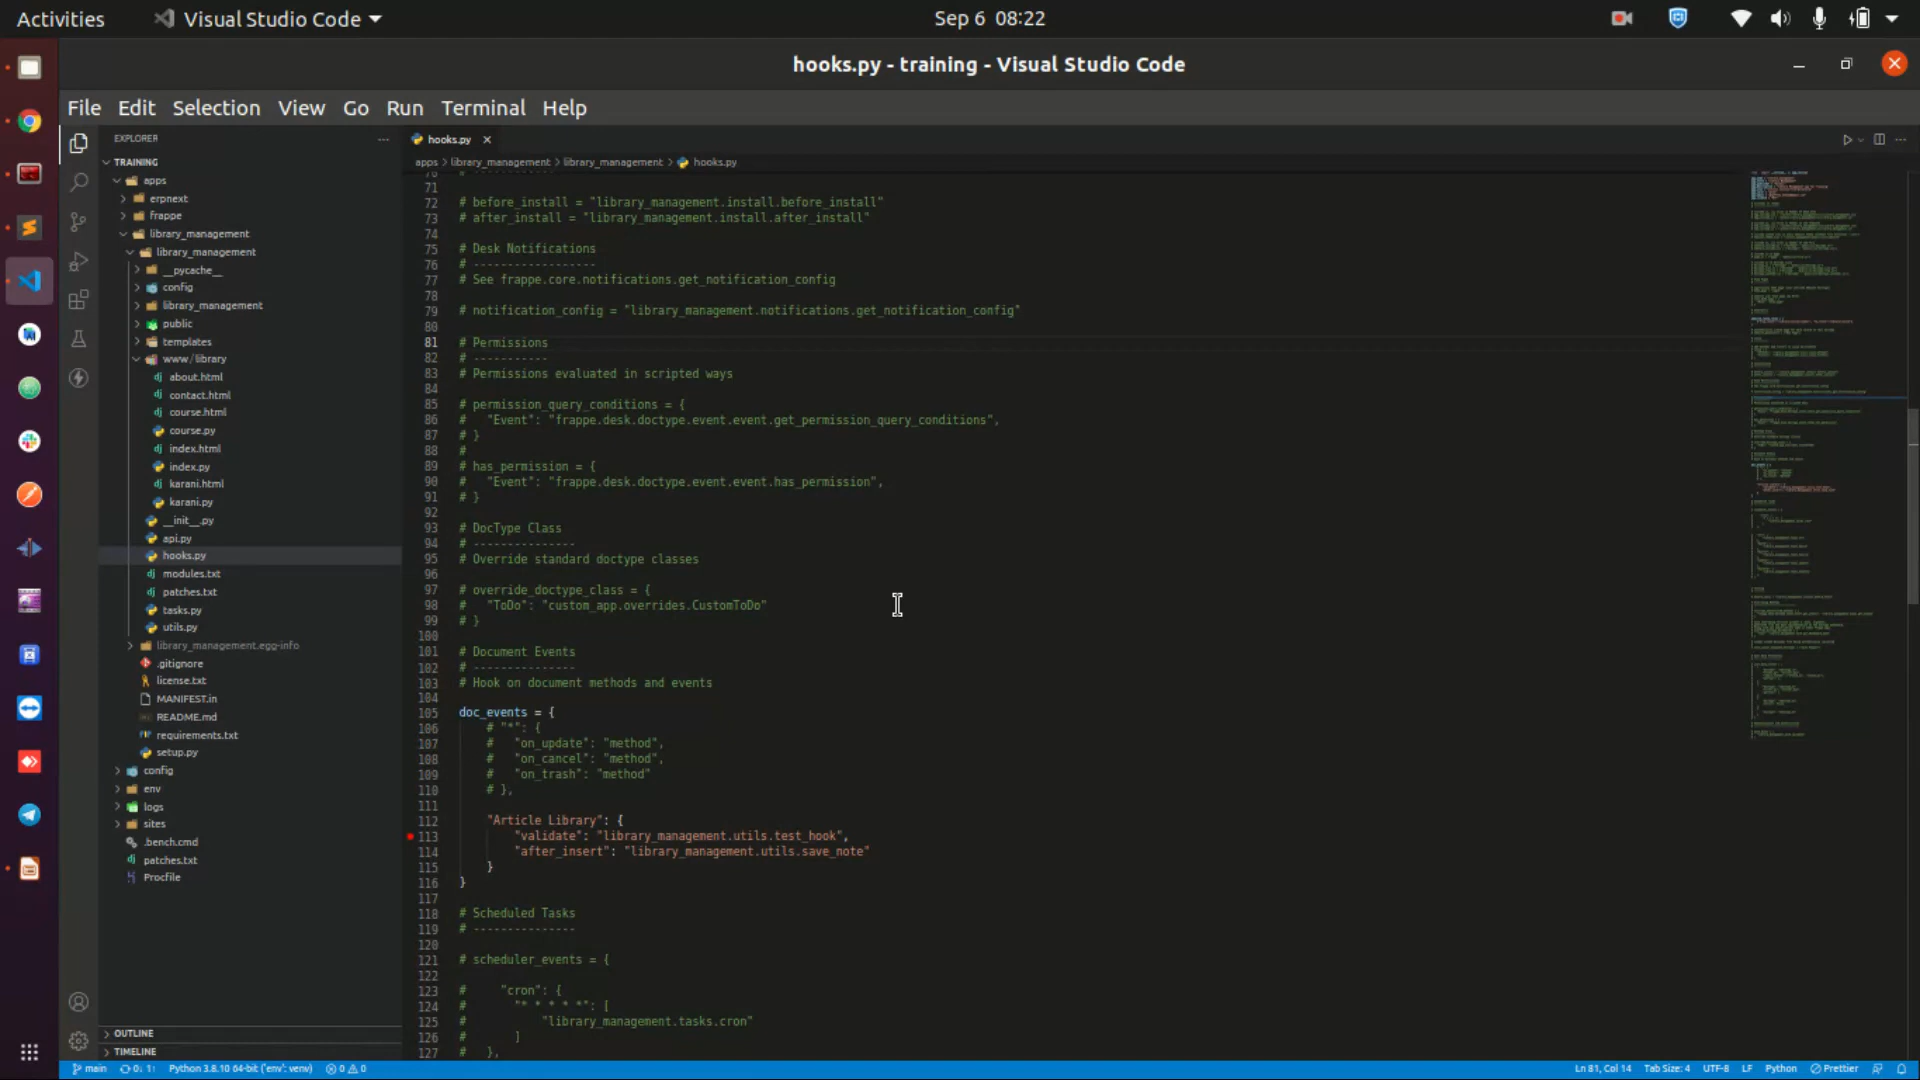 Activities
Visual Studio Code
Sep 6 08:22
hooks.py - training - Visual Studio Code
File Edit Selection View Go Run Terminal Help
EXPLORER
TRAINING
apps
erpnext
frappe
library_management
library_management
__pycache__
config
library_management
public
templates
www/library
about.html
contact.html
course.html
course.py
index.html
index.py
karani.html
karani.py
__init__.py
api.py
hooks.py
modules.txt
patches.txt
tasks.py
utils.py
library_management.egg-info
.gitignore
license.txt
MANIFEST.in
README.md
requirements.txt
setup.py
config
env
logs
sites
.bench.cmd
patches.txt
Procfile
OUTLINE
TIMELINE
hooks.py
apps > library_management > library_management > hooks.py
70 # ------------
71
72 # before_install = "library_management.install.before_install"
73 # after_install = "library_management.install.after_install"
74
75 # Desk Notifications
76 # ------------------
77 # See frappe.core.notifications.get_notification_config
78
79 # notification_config = "library_management.notifications.get_notification_config"
80
81 # Permissions
82 # -----------
83 # Permissions evaluated in scripted ways
84
85 # permission_query_conditions = {
86 #   "Event": "frappe.desk.doctype.event.event.get_permission_query_conditions",
87 # }
88 #
89 # has_permission = {
90 #   "Event": "frappe.desk.doctype.event.event.has_permission",
91 # }
92
93 # DocType Class
94 # ---------------
95 # Override standard doctype classes
96
97 # override_doctype_class = {
98 #   "ToDo": "custom_app.overrides.CustomToDo"
99 # }
100
101 # Document Events
102 # ---------------
103 # Hook on document methods and events
104
105 doc_events = {
106     # "*": {
107     #   "on_update": "method",
108     #   "on_cancel": "method",
109     #   "on_trash": "method"
110     # },
111
112     "Article Library": {
113         "validate": "library_management.utils.test_hook",
114         "after_insert": "library_management.utils.save_note"
115     }
116 }
117
118 # Scheduled Tasks
119 # ---------------
120
121 # scheduler_events = {
122
123 #     "cron": {
124 #       "* * * * *": [
125 #           "library_management.tasks.cron"
126 #       ]
127 #   },
main 0↓ 1↑ Python 3.8.10 64-bit ('env': venv) 0 0
Ln 81, Col 14 Tab Size: 4 UTF-8 LF Python Prettier